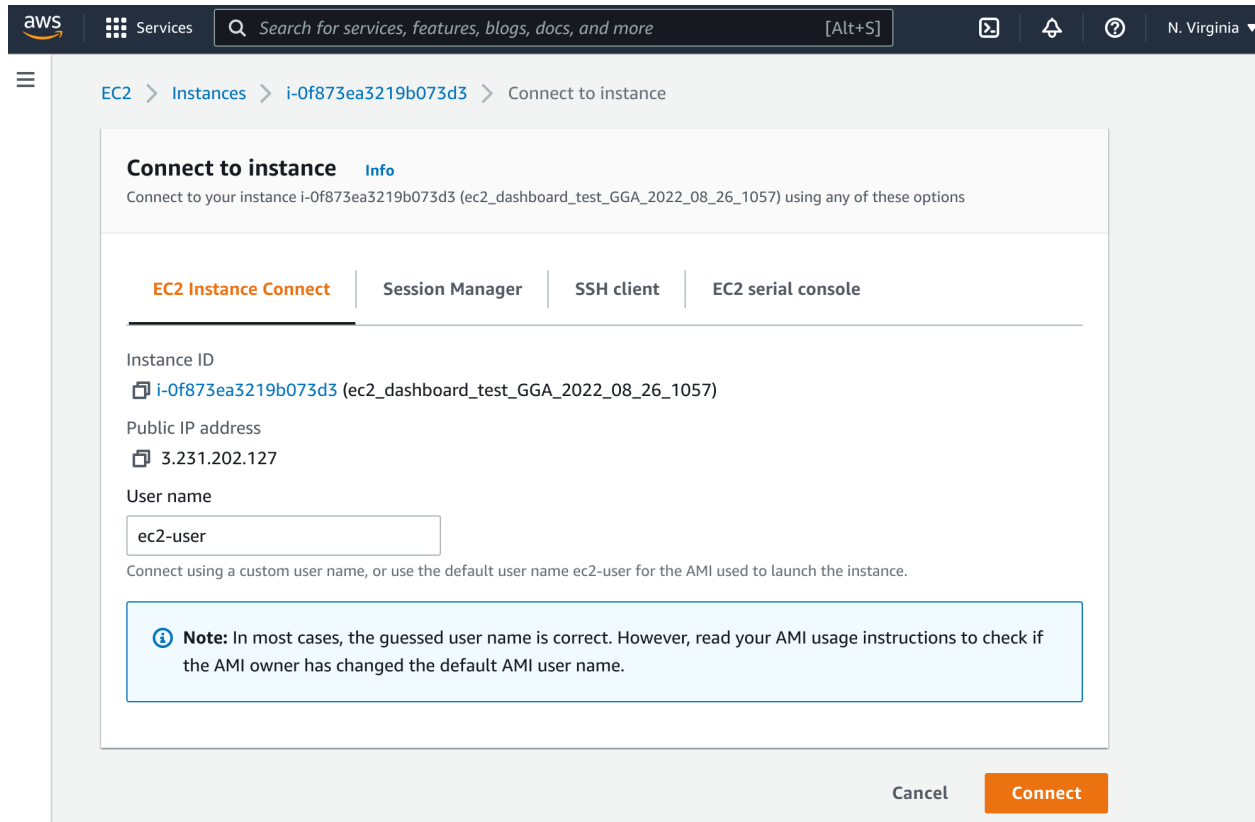 aws
Services
Search for services, features, blogs, docs, and more [Alt+S]
N. Virginia
EC2 > Instances > i-0f873ea3219b073d3 > Connect to instance
Connect to instance Info
Connect to your instance i-0f873ea3219b073d3 (ec2_dashboard_test_GGA_2022_08_26_1057) using any of these options
EC2 Instance Connect
Session Manager
SSH client
EC2 serial console
Instance ID
i-0f873ea3219b073d3 (ec2_dashboard_test_GGA_2022_08_26_1057)
Public IP address
3.231.202.127
User name
ec2-user
Connect using a custom user name, or use the default user name ec2-user for the AMI used to launch the instance.
Note: In most cases, the guessed user name is correct. However, read your AMI usage instructions to check if
the AMI owner has changed the default AMI user name.
Cancel
Connect